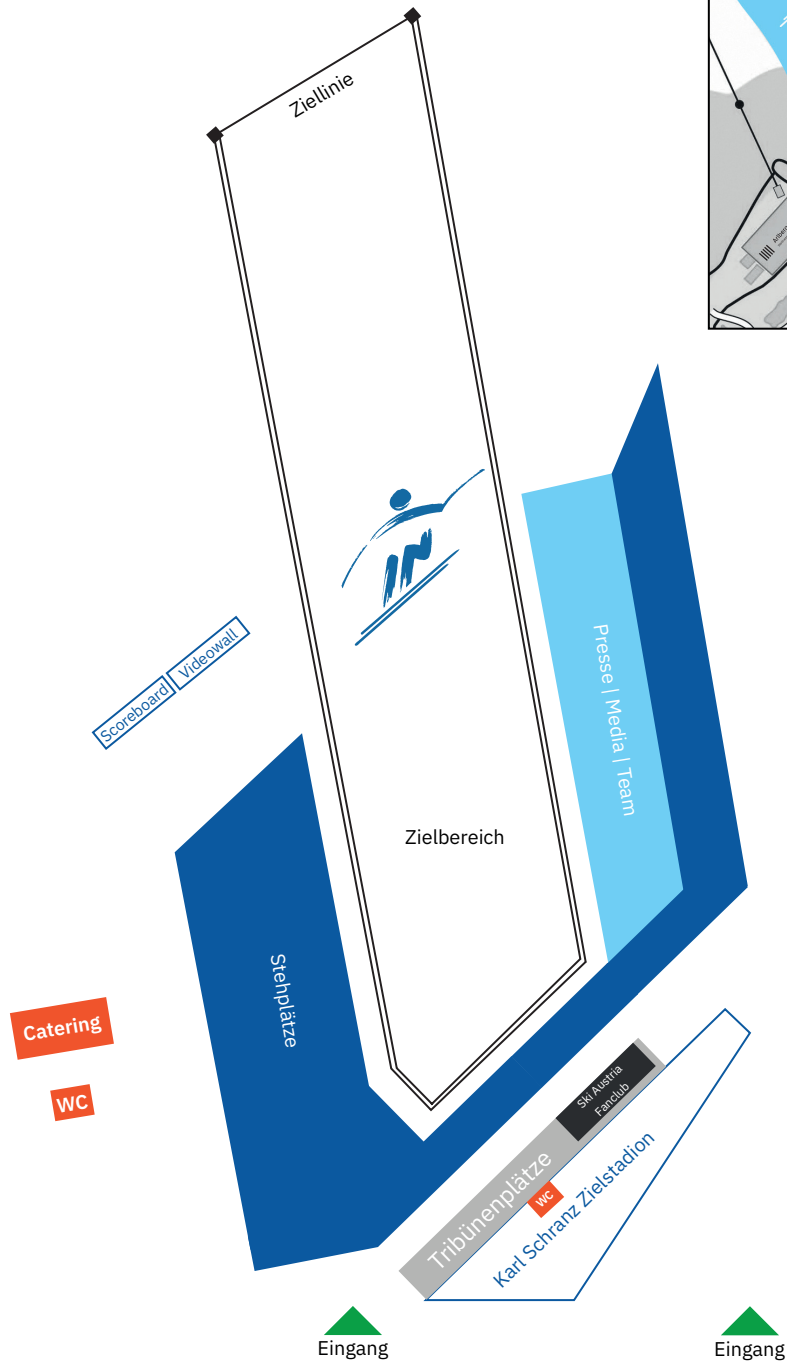 Ziellinie
IN
Presse | Media | Team
Videowall
Scoreboard
Zielbereich
Stehplätze
Catering
WC
Ski Austria
Fanclub
Tribünenplätze
WC
Karl Schranz Zielstadion
Eingang
Eingang